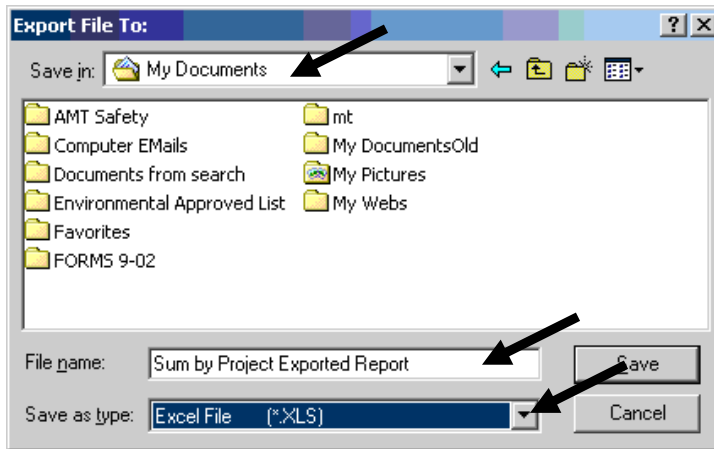 Export File To:
Save in: My Documents
AMT Safety
Computer EMails
Documents from search
Environmental Approved List
Favorites
FORMS 9-02
mt
My DocumentsOld
My Pictures
My Webs
File name: Sum by Project Exported Report Save
Save as type: Excel File (*.XLS) Cancel